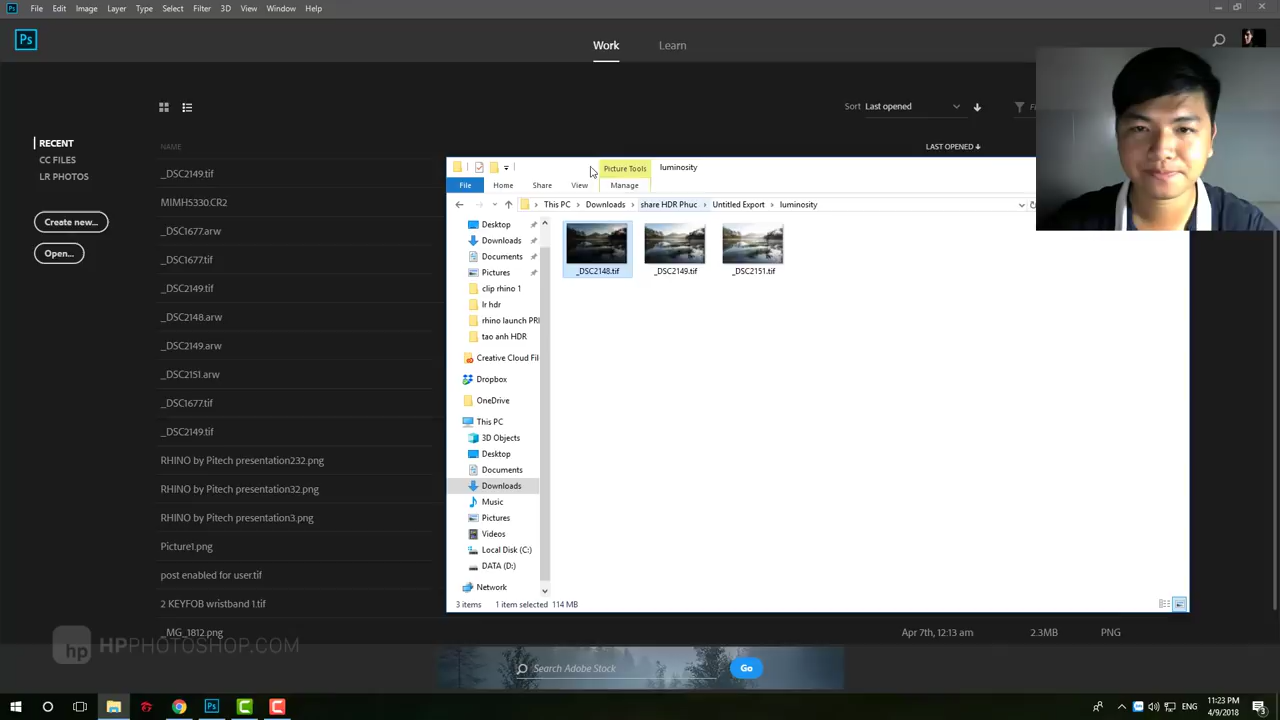 Ps File Edit Image Layer Type Select Filter 3D View Window Help
Ps Work Learn
Sort Last opened
RECENT
CC FILES
LR PHOTOS
Create new...
Open...
NAME
LAST OPENED
_DSC2149.tif
MIMH5330.CR2
_DSC1677.arw
_DSC1677.tif
_DSC2149.tif
_DSC2148.arw
_DSC2149.arw
_DSC2151.arw
_DSC1677.tif
_DSC2149.tif
RHINO by Pitech presentation232.png
RHINO by Pitech presentation32.png
RHINO by Pitech presentation3.png
Picture1.png
post enabled for user.tif
2 KEYFOB wristband 1.tif
_MG_1812.png
Apr 7th, 12:13 am 2.3MB PNG
Picture Tools luminosity
File Home Share View Manage
This PC Downloads share HDR Phuc Untitled Export luminosity
Desktop
Downloads
Documents
Pictures
clip rhino 1
lr hdr
rhino launch PRE
tao anh HDR
Creative Cloud Fil
Dropbox
OneDrive
This PC
3D Objects
Desktop
Documents
Downloads
Music
Pictures
Videos
Local Disk (C:)
DATA (D:)
Network
_DSC2148.tif _DSC2149.tif _DSC2151.tif
3 items 1 item selected 114 MB
hp HPPHOTOSHOP.COM
Search Adobe Stock Go
11:23 PM
4/9/2018